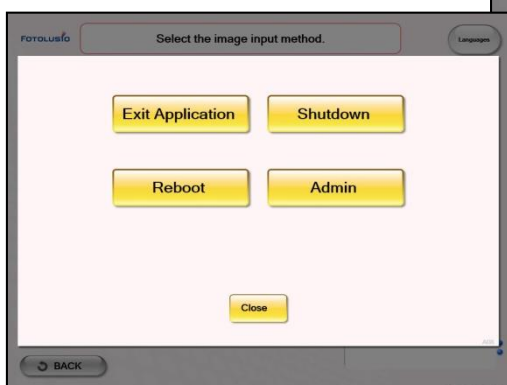 FOTOLUSIO
Select the image input method.
Languages
Exit Application
Shutdown
Reboot
Admin
Close
BACK